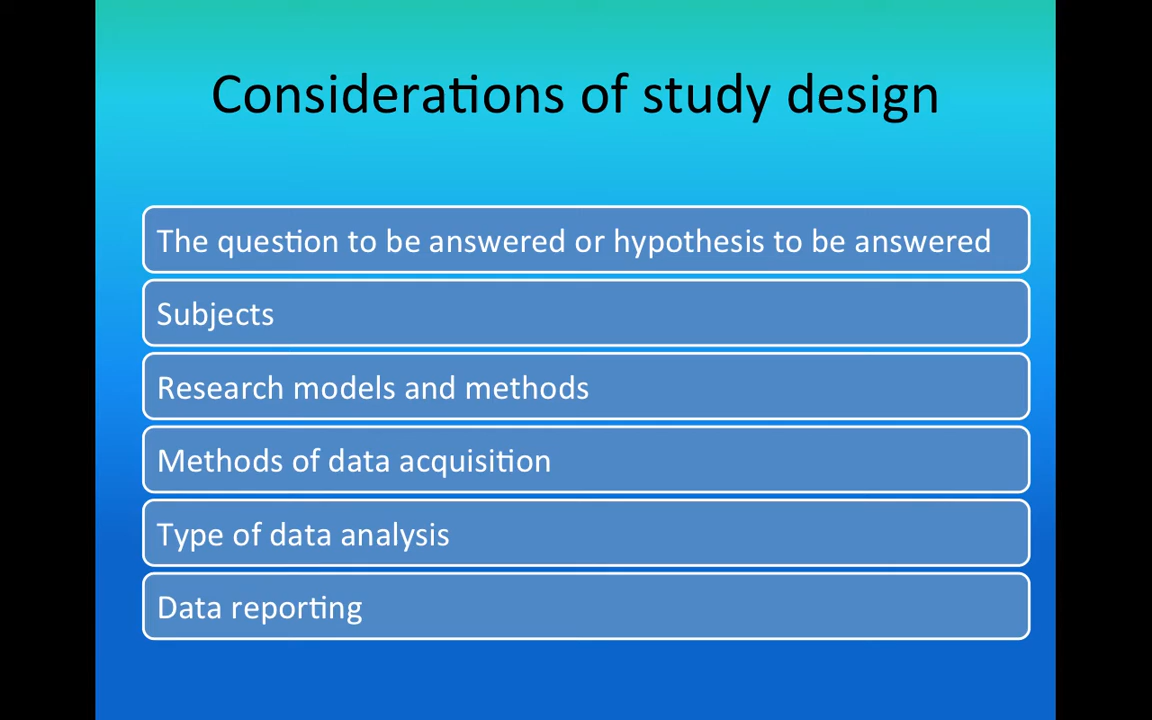 Considerations of study design
The question to be answered or hypothesis to be answered
Subjects
Research models and methods
Methods of data acquisition
Type of data analysis
Data reporting